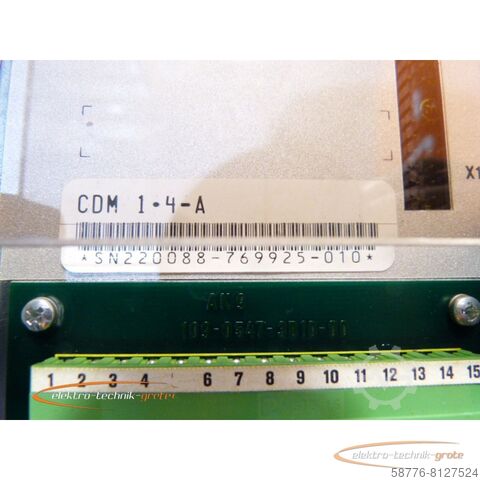 X1
CDM 1•4-A
*SN220088-769925-010*
1 2 3 4 6 7 8 9 10 11 12 13 14 15
elektro-technik-grote
elektro-technik-grote
58776-8127524